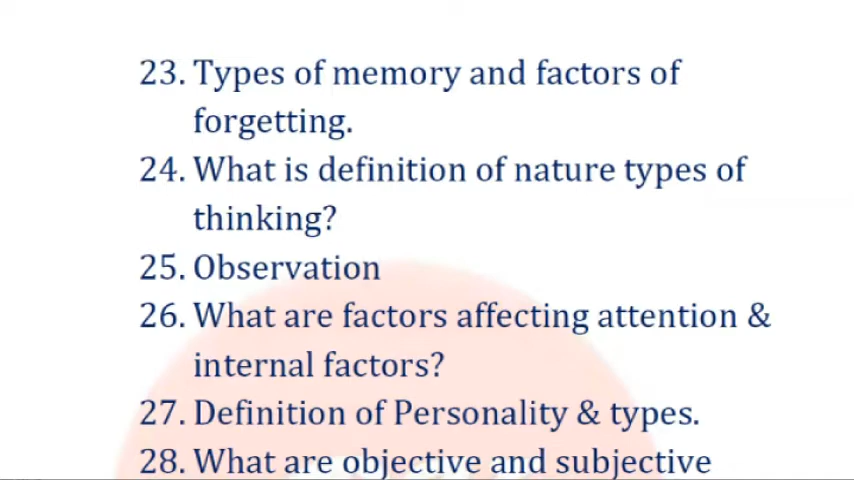 23. Types of memory and factors of
forgetting.
24. What is definition of nature types of
thinking?
25. Observation
26. What are factors affecting attention &
internal factors?
27. Definition of Personality & types.
28. What are objective and subjective